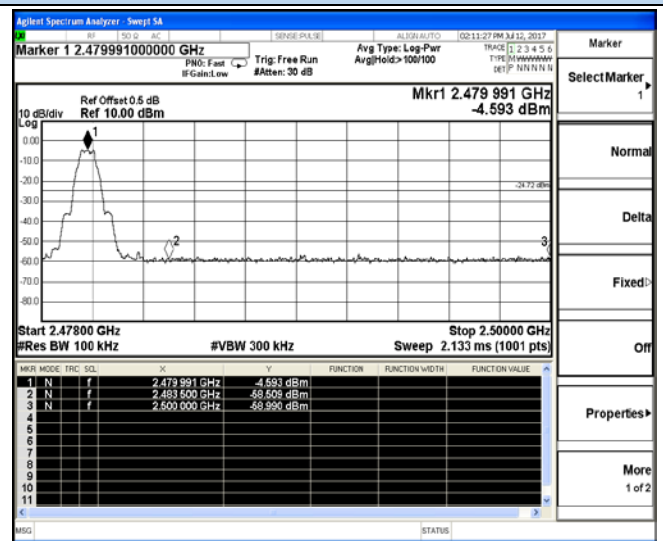 Agilent Spectrum Analyzer - Swept SA
RF 50 Ω AC SENSE:PULSE ALIGN AUTO 02:11:27 PM Jul 12, 2017
Marker 1 2.479991000000 GHz
PNO: Fast
IFGain:Low
Trig: Free Run
#Atten: 30 dB
Avg Type: Log-Pwr
Avg|Hold:> 100/100
TRACE 1 2 3 4 5 6
TYPE MWWWWW
DET P NNNNN
Ref Offset 0.5 dB
10 dB/div Ref 10.00 dBm
Log
Mkr1 2.479 991 GHz
-4.593 dBm
1
0.00
-10.0
-20.0
-24.72 dBm
-30.0
-40.0
-50.0
2
3
-60.0
-70.0
-80.0
Start 2.47800 GHz Stop 2.50000 GHz
#Res BW 100 kHz #VBW 300 kHz Sweep 2.133 ms (1001 pts)
MKR MODE TRC SCL X Y FUNCTION FUNCTION WIDTH FUNCTION VALUE
1 N f 2.479 991 GHz -4.593 dBm
2 N f 2.483 500 GHz -58.509 dBm
3 N f 2.500 000 GHz -58.990 dBm
4
5
6
7
8
9
10
11
MSG STATUS
Marker
Select Marker
1
Normal
Delta
Fixed
Off
Properties
More
1 of 2